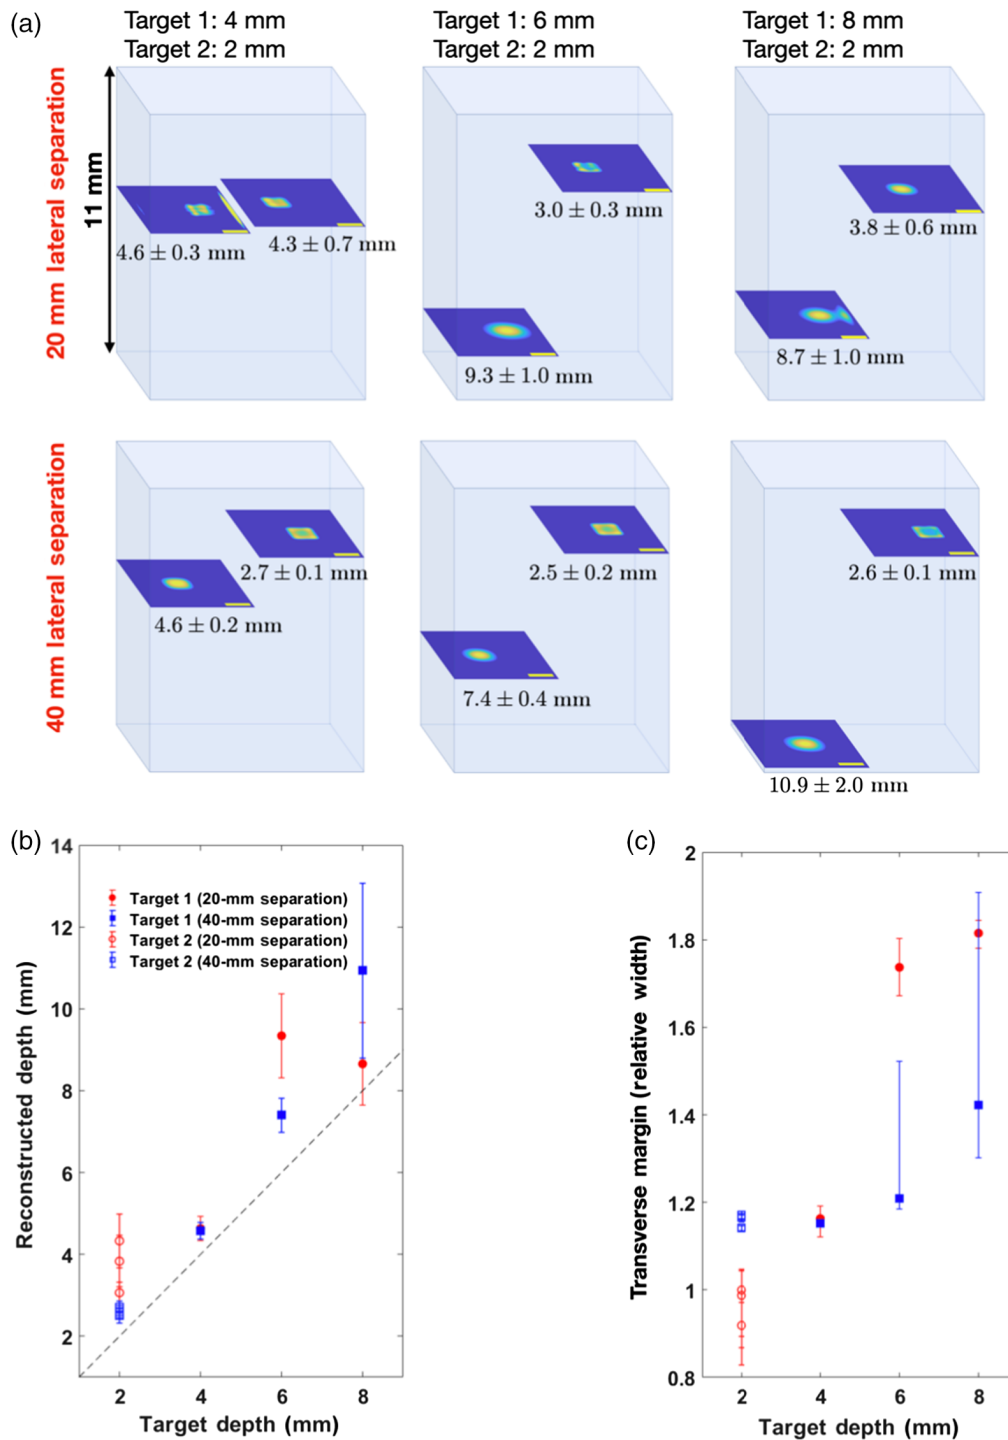 (a)
Target 1: 4 mm
Target 2: 2 mm
Target 1: 6 mm
Target 2: 2 mm
Target 1: 8 mm
Target 2: 2 mm
20 mm lateral separation
11 mm
4.6 ± 0.3 mm
4.3 ± 0.7 mm
3.0 ± 0.3 mm
9.3 ± 1.0 mm
3.8 ± 0.6 mm
8.7 ± 1.0 mm
40 mm lateral separation
2.7 ± 0.1 mm
4.6 ± 0.2 mm
2.5 ± 0.2 mm
7.4 ± 0.4 mm
2.6 ± 0.1 mm
10.9 ± 2.0 mm
(b)
14
12
10
8
6
4
2
Reconstructed depth (mm)
Target 1 (20-mm separation)
Target 1 (40-mm separation)
Target 2 (20-mm separation)
Target 2 (40-mm separation)
2 4 6 8
Target depth (mm)
(c)
2
1.8
1.6
1.4
1.2
1
0.8
Transverse margin (relative width)
2 4 6 8
Target depth (mm)